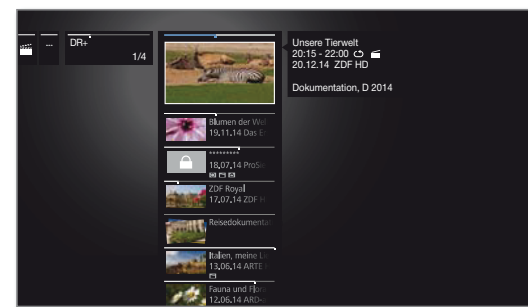 ...
DR+
1/4
Unsere Tierwelt
20:15 - 22:00
20.12.14 ZDF HD
Dokumentation, D 2014
Blumen der Wel
19.11.14 Das E
*********
18.07.14 ProSi
ZDF Royal
17.07.14 ZDF H
Reisedokumenta
Italien, meine Li
13.06.14 ARTE
Fauna und Flor
12.06.14 ARD-